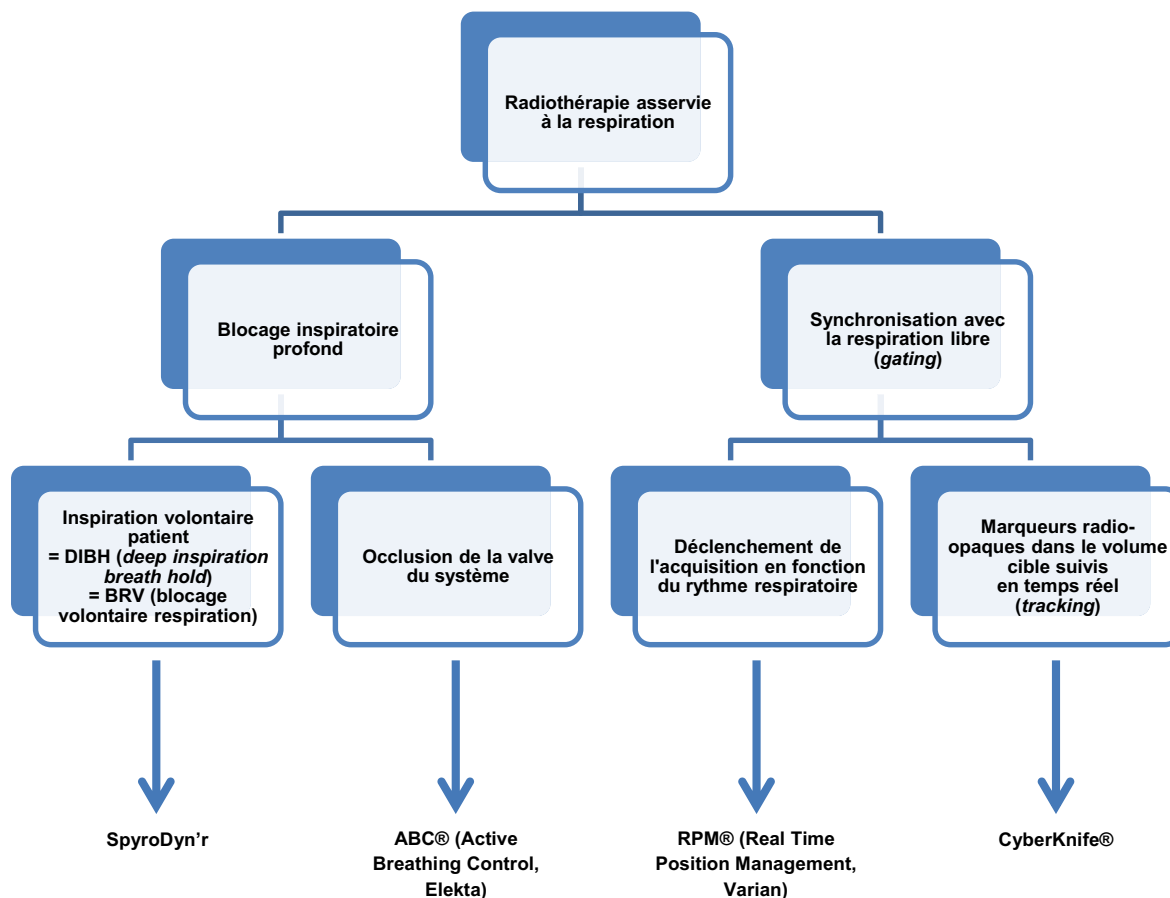 Radiothérapie asservie
à la respiration
Blocage inspiratoire
profond
Synchronisation avec
la respiration libre
(gating)
Inspiration volontaire
patient
= DIBH (deep inspiration
breath hold)
= BRV (blocage
volontaire respiration)
Occlusion de la valve
du système
Déclenchement de
l'acquisition en fonction
du rythme respiratoire
Marqueurs radio-
opaques dans le volume
cible suivis
en temps réel
(tracking)
SpyroDyn’r
ABC® (Active
Breathing Control,
Elekta)
RPM® (Real Time
Position Management,
Varian)
CyberKnife®